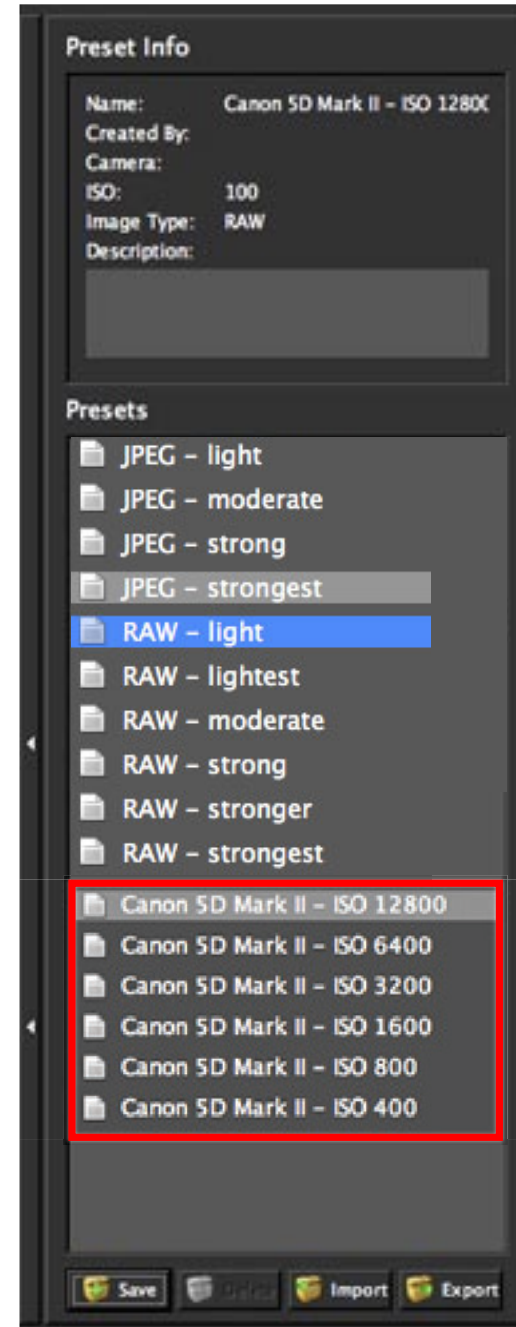 Preset Info
Name: Canon 5D Mark II – ISO 1280
Created By:
Camera:
ISO: 100
Image Type: RAW
Description:
Presets
JPEG – light
JPEG – moderate
JPEG – strong
JPEG – strongest
RAW – light
RAW – lightest
RAW – moderate
RAW – strong
RAW – stronger
RAW – strongest
Canon 5D Mark II – ISO 12800
Canon 5D Mark II – ISO 6400
Canon 5D Mark II – ISO 3200
Canon 5D Mark II – ISO 1600
Canon 5D Mark II – ISO 800
Canon 5D Mark II – ISO 400
Save Delete Import Export